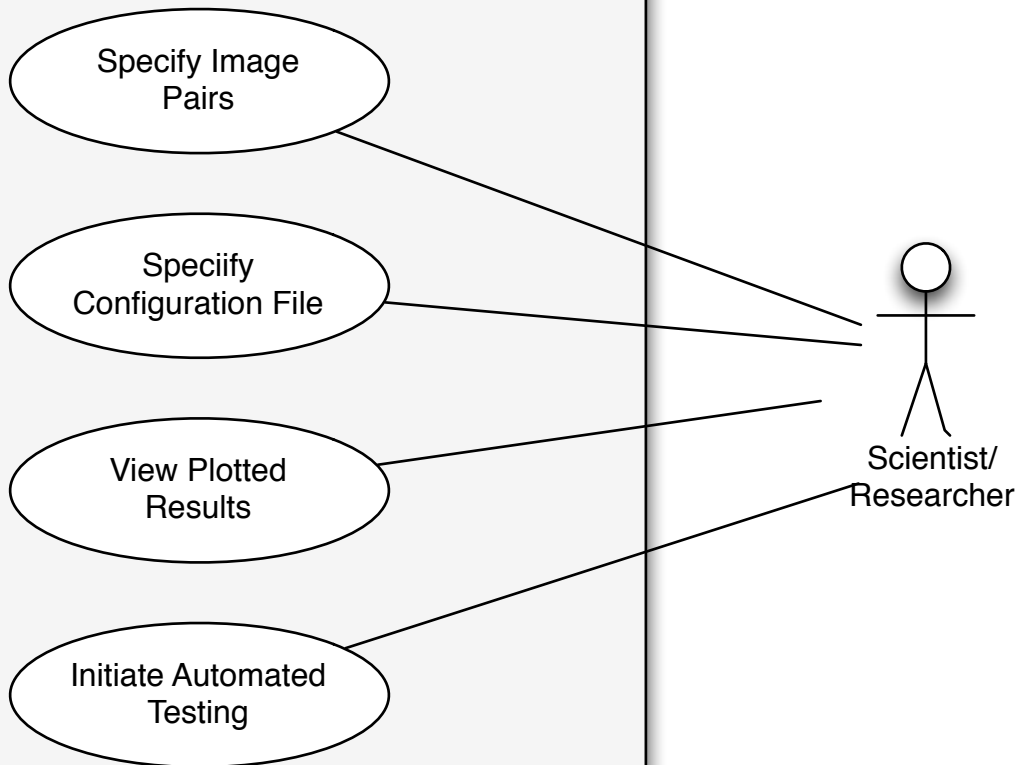 Specify Image
Pairs
Speciify
Configuration File
View Plotted
Results
Initiate Automated
Testing
Scientist/
Researcher